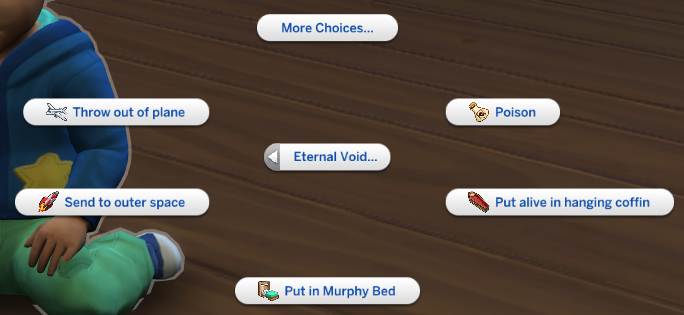 More Choices...
Throw out of plane
Poison
Eternal Void...
Send to outer space
Put alive in hanging coffin
Put in Murphy Bed